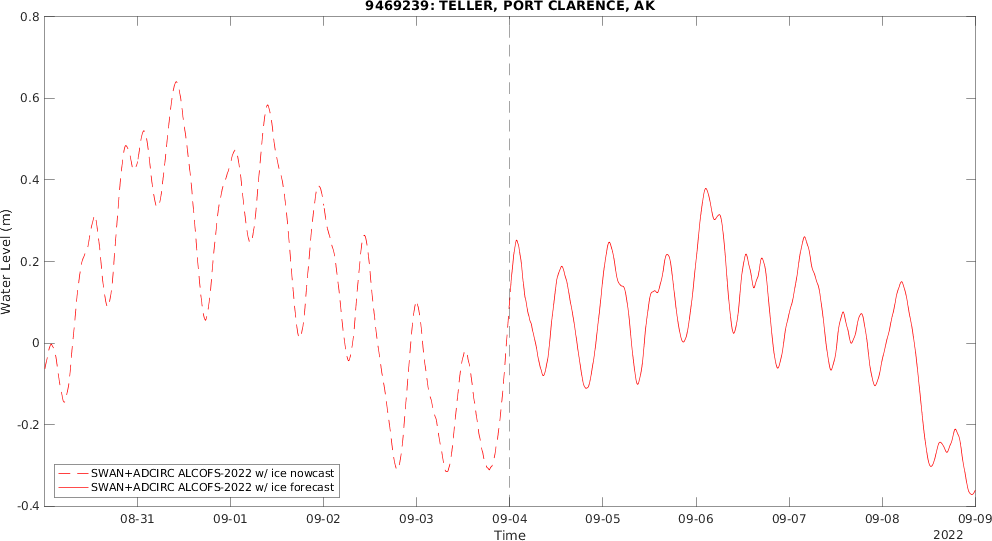 9469239: TELLER, PORT CLARENCE, AK
0.8
0.6
0.4
0.2
0
-0.2
-0.4
Water Level (m)
SWAN+ADCIRC ALCOFS-2022 w/ ice nowcast
SWAN+ADCIRC ALCOFS-2022 w/ ice forecast
08-31 09-01 09-02 09-03 09-04 09-05 09-06 09-07 09-08 09-09
Time
2022